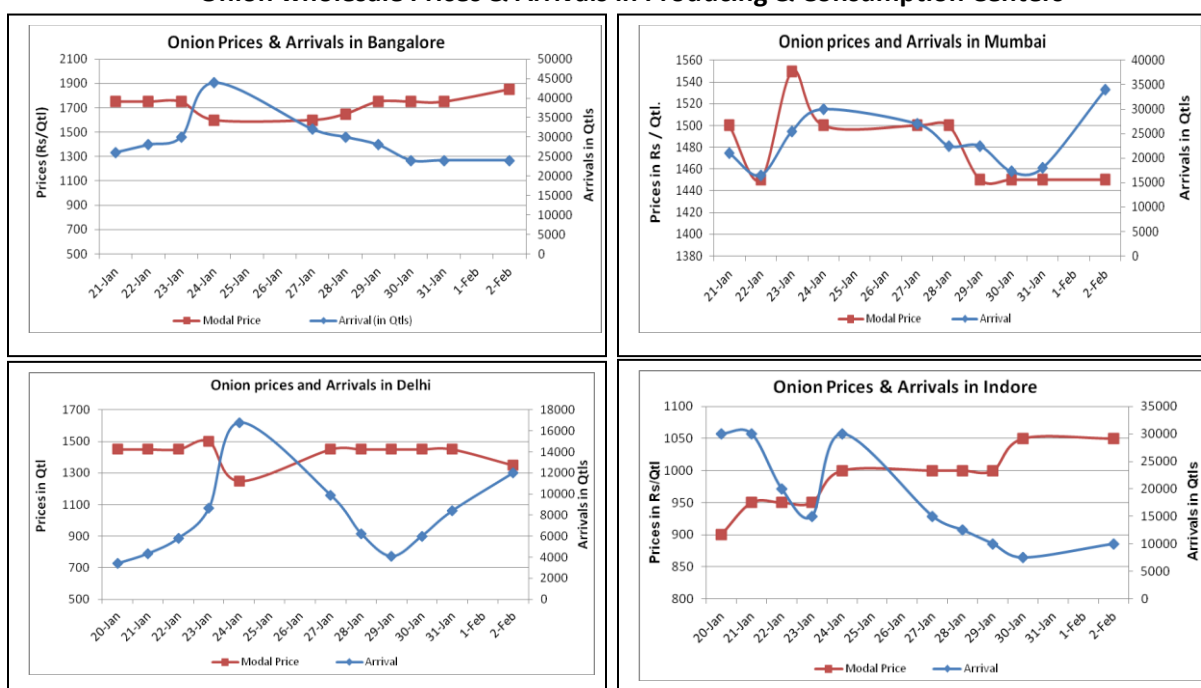 Onion Wholesale Prices & Arrivals in Producing & Consumption Centers
Onion Prices & Arrivals in Bangalore
Prices (Rs/Qtl)
2100
1900
1700
1500
1300
1100
900
700
500
50000
45000
40000
35000
30000
25000
20000
15000
10000
5000
0
Arrivals in Qtls
21-Jan
22-Jan
23-Jan
24-Jan
25-Jan
26-Jan
27-Jan
28-Jan
29-Jan
30-Jan
31-Jan
1-Feb
2-Feb
Modal Price
Arrival (in Qtls)
Onion prices and Arrivals in Mumbai
Prices in Rs / Qtl.
1560
1540
1520
1500
1480
1460
1440
1420
1400
1380
40000
35000
30000
25000
20000
15000
10000
5000
0
Arrivals in Qtls
21-Jan
22-Jan
23-Jan
24-Jan
25-Jan
26-Jan
27-Jan
28-Jan
29-Jan
30-Jan
31-Jan
1-Feb
2-Feb
Modal Price
Arrival
Onion prices and Arrivals in Delhi
Prices in Qtl
1700
1500
1300
1100
900
700
500
18000
16000
14000
12000
10000
8000
6000
4000
2000
0
Arrivals in Qtls
20-Jan
21-Jan
22-Jan
23-Jan
24-Jan
25-Jan
26-Jan
27-Jan
28-Jan
29-Jan
30-Jan
31-Jan
1-Feb
2-Feb
Modal Price
Arrival
Onion Prices & Arrivals in Indore
Prices in Rs/Qtl
1100
1050
1000
950
900
850
800
35000
30000
25000
20000
15000
10000
5000
0
Arrivals in Qtls
20-Jan
21-Jan
22-Jan
23-Jan
24-Jan
25-Jan
26-Jan
27-Jan
28-Jan
29-Jan
30-Jan
31-Jan
1-Feb
2-Feb
Modal Price
Arrival